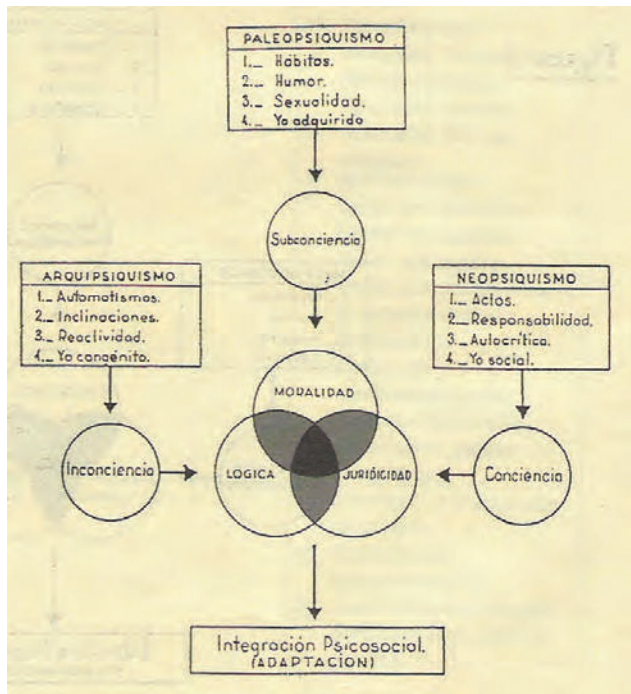 PALEOPSIQUISMO
1._ Hábitos.
2._ Humor.
3._ Sexualidad.
4._ Yo adquirido
Subconciencia
ARQUIPSIQUISMO
1._ Automatismos.
2._ Inclinaciones.
3._ Reactividad.
4._ Yo congénito.
NEOPSIQUISMO
1._ Actos.
2._ Responsabilidad.
3._ Autocrítica.
4._ Yo social.
MORALIDAD
Inconciencia
LOGICA
JURIDICIDAD
Conciencia
Integración Psicosocial.
(ADAPTACION)